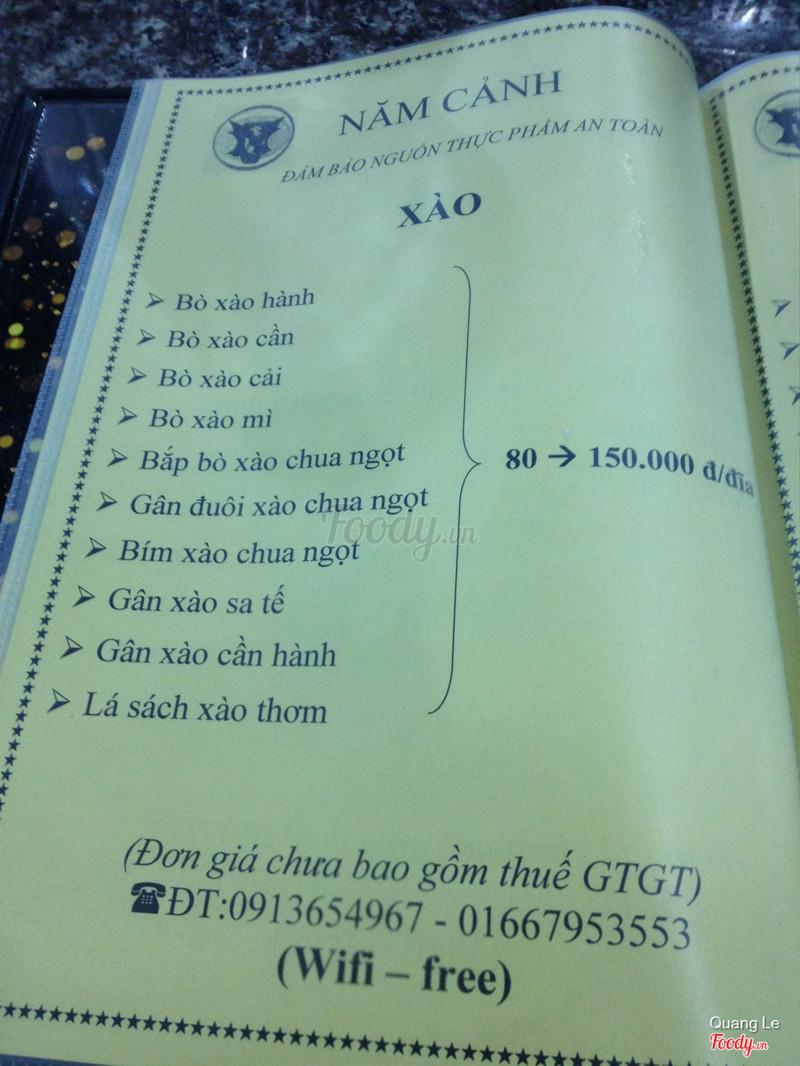 NĂM CẢNH
ĐẢM BẢO NGUỒN THỰC PHẨM AN TOÀN
XÀO
➢ Bò xào hành
➢ Bò xào cần
➢ Bò xào cải
➢ Bò xào mì
➢ Bắp bò xào chua ngọt
➢ Gân đuôi xào chua ngọt
➢ Bím xào chua ngọt
➢ Gân xào sa tế
➢ Gân xào cần hành
➢ Lá sách xào thơm
80 → 150.000 đ/đĩa
Foody.vn
(Đơn giá chưa bao gồm thuế GTGT)
☎ĐT:0913654967 - 01667953553
(Wifi – free)
Quang Le
Foody.vn